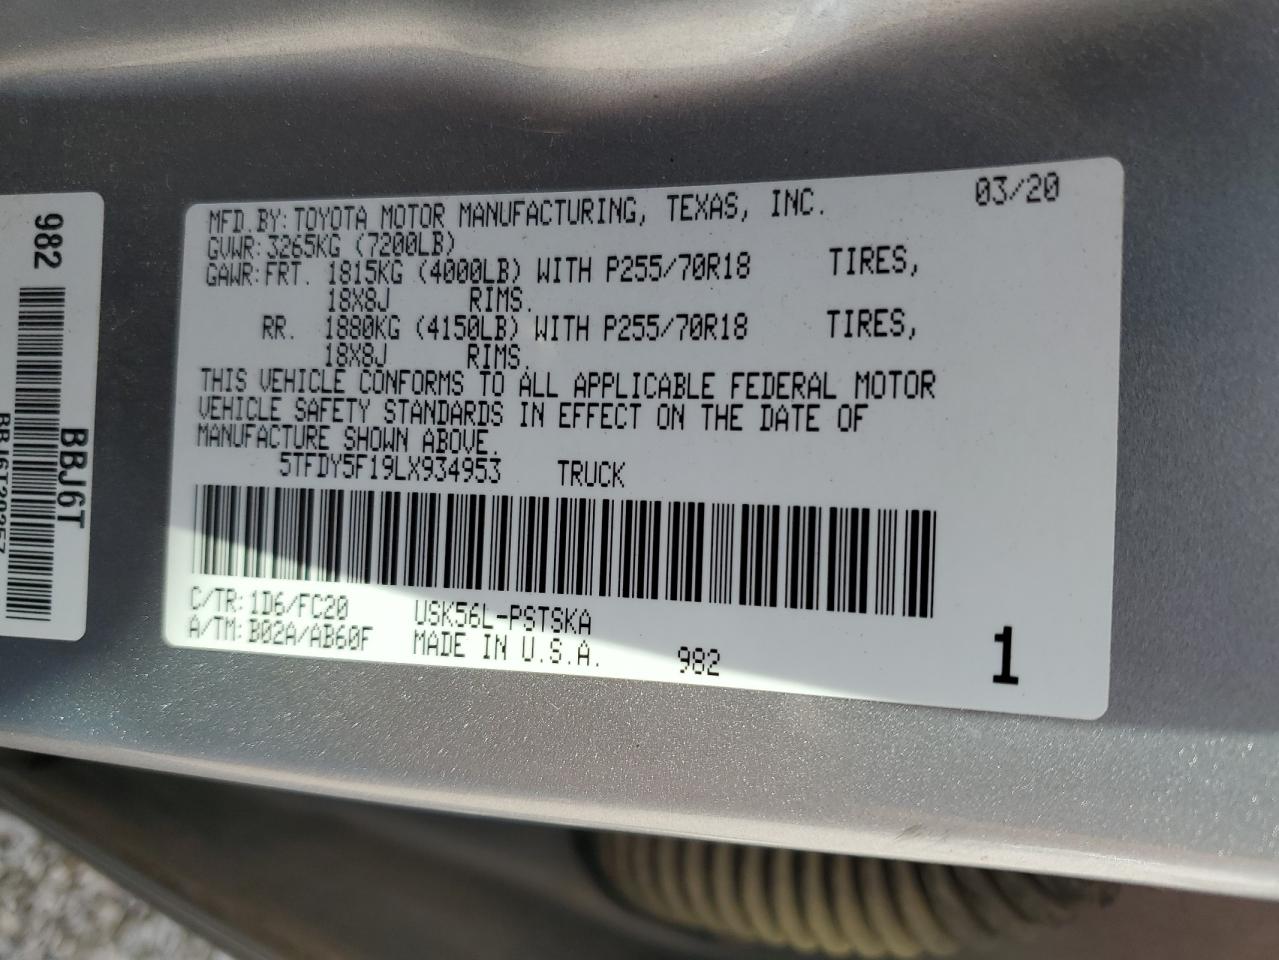 MFD.BY:TOYOTA MOTOR MANUFACTURING, TEXAS, INC. 03/20
GVWR:3265KG (7200LB)
GAWR:FRT. 1815KG (4000LB) WITH P255/70R18 TIRES,
18X8J RIMS.
RR. 1880KG (4150LB) WITH P255/70R18 TIRES,
18X8J RIMS.
THIS VEHICLE CONFORMS TO ALL APPLICABLE FEDERAL MOTOR
VEHICLE SAFETY STANDARDS IN EFFECT ON THE DATE OF
MANUFACTURE SHOWN ABOVE.
5TFDY5F19LX934953 TRUCK
C/TR:1D6/FC20 USK56L-PSTSKA
A/TM:B02A/AB60F MADE IN U.S.A. 982
1
982
BBJ6T